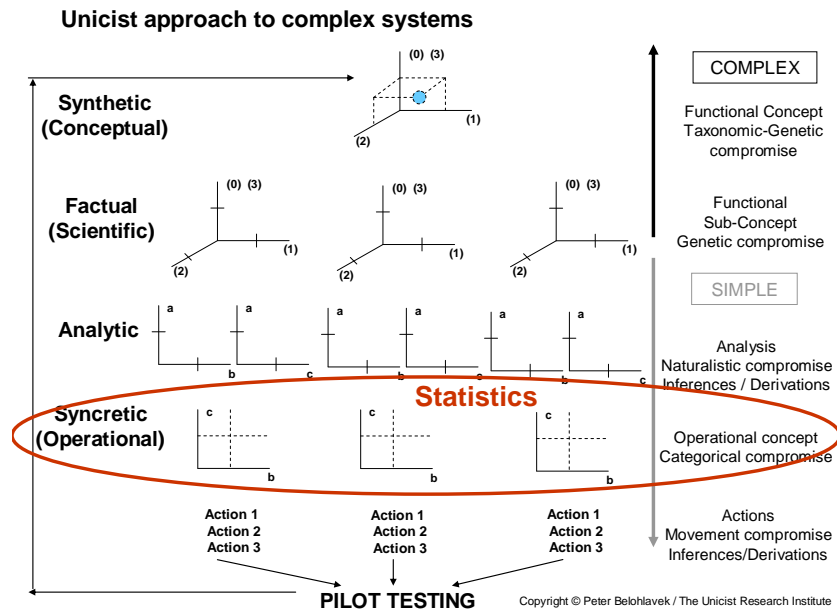 Unicist approach to complex systems
(0) (3)
(1)
(2)
Synthetic
(Conceptual)
COMPLEX
Functional Concept
Taxonomic-Genetic
compromise
Factual
(Scientific)
(0) (3)
(1)
(2)
(0) (3)
(1)
(2)
(0) (3)
(1)
(2)
Functional
Sub-Concept
Genetic compromise
SIMPLE
Analytic
a
b
a
c
a
b
a
c
a
b
a
c
Analysis
Naturalistic compromise
Inferences / Derivations
Statistics
Syncretic
(Operational)
c
b
c
b
c
b
Operational concept
Categorical compromise
Action 1
Action 2
Action 3
Action 1
Action 2
Action 3
Action 1
Action 2
Action 3
Actions
Movement compromise
Inferences/Derivations
PILOT TESTING
Copyright © Peter Belohlavek / The Unicist Research Institute